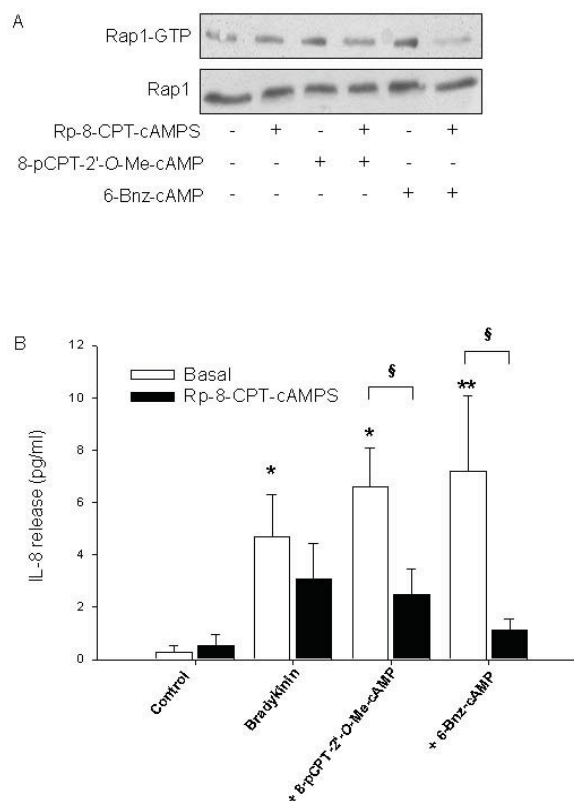 A
Rap1-GTP
Rap1
Rp-8-CPT-cAMPS - + - + - +
8-pCPT-2'-O-Me-cAMP - - + + - -
6-Bnz-cAMP - - - - + +
B
IL-8 release (pg/ml)
12
10
8
6
4
2
0
Basal
Rp-8-CPT-cAMPS
*
* §
** §
Control
Bradykinin
+ 8-pCPT-2'-O-Me-cAMP
+ 6-Bnz-cAMP